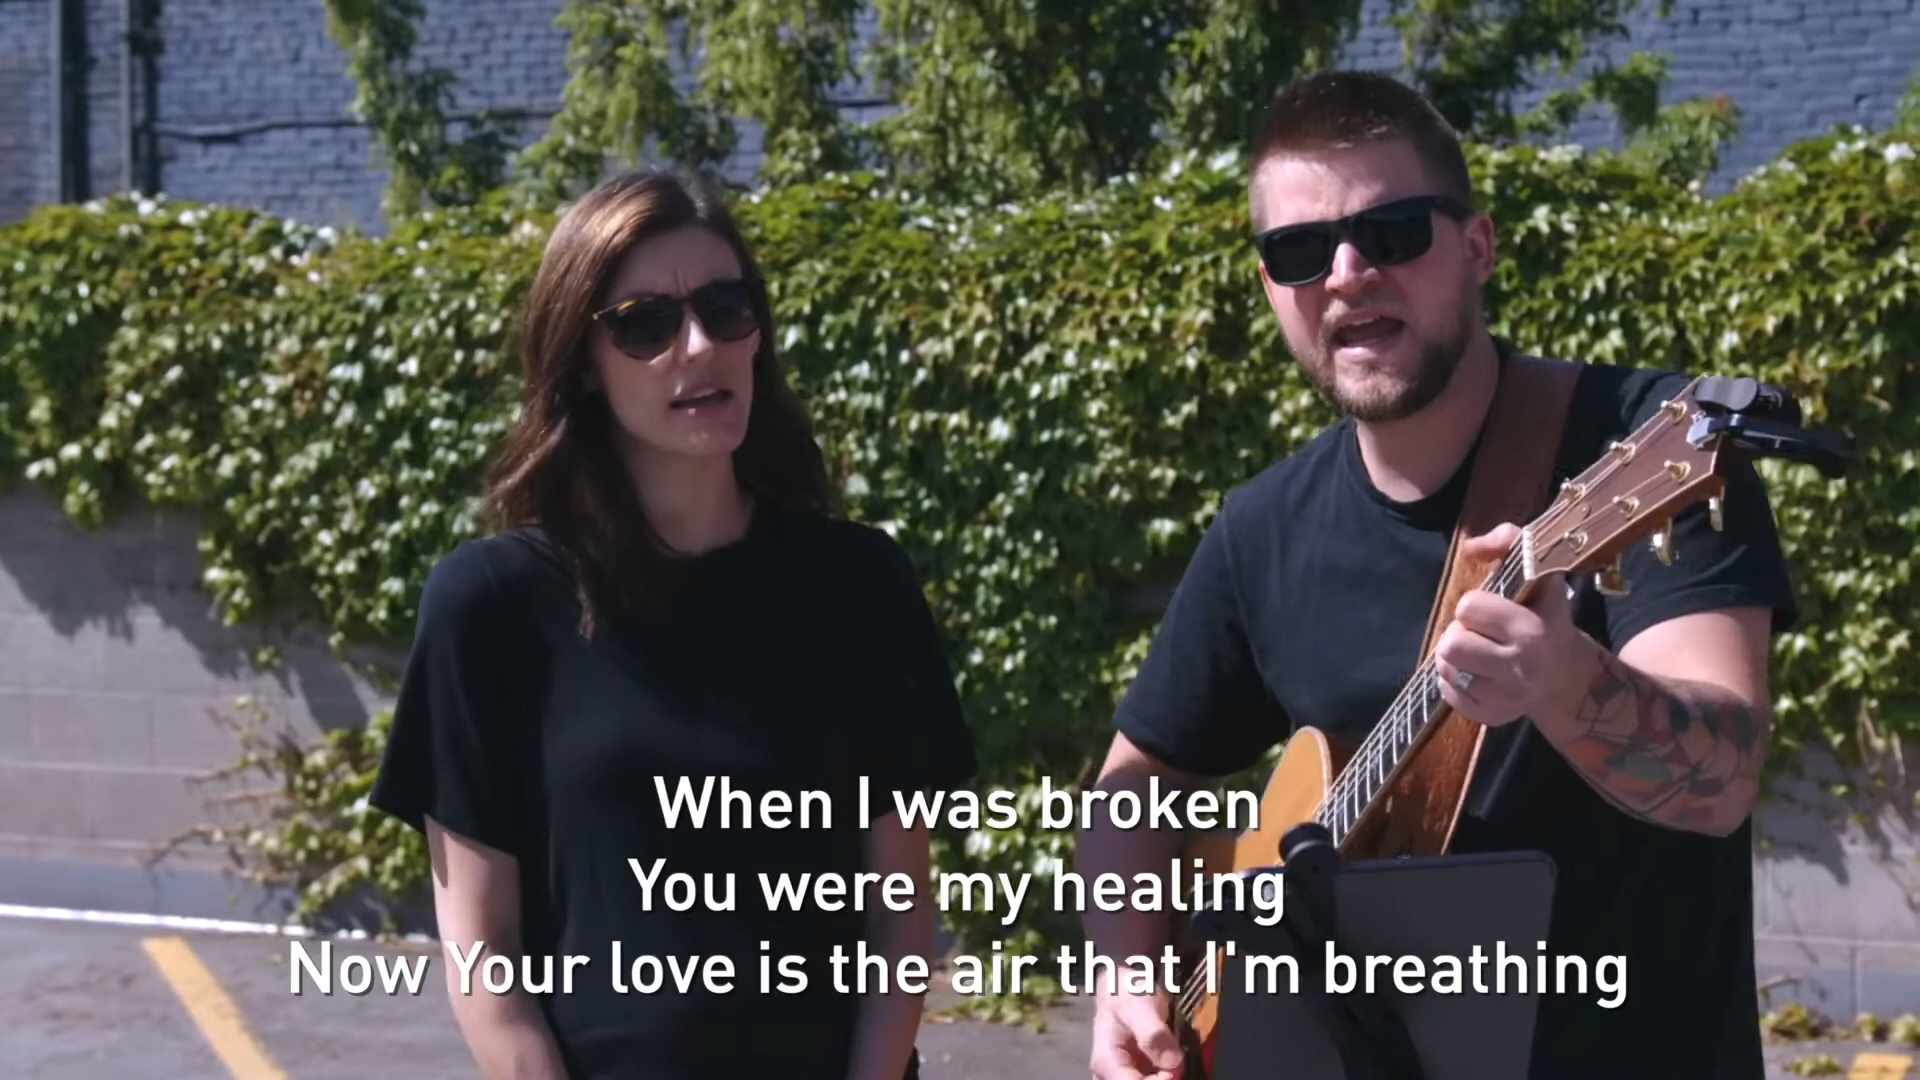 When I was broken
You were my healing
Now Your love is the air that I'm breathing